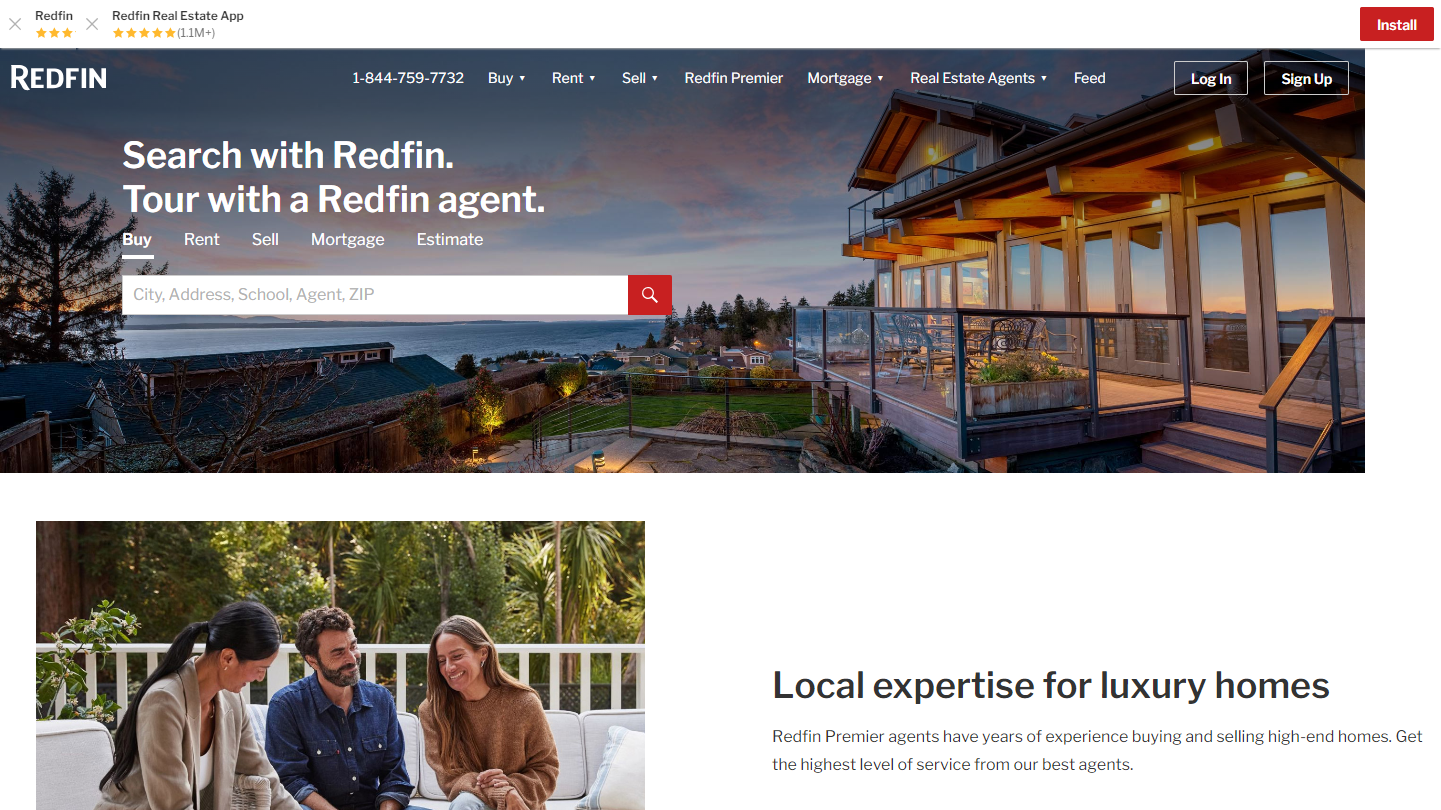 Redfin
Redfin Real Estate App
(1.1M+)
Install
REDFIN
1-844-759-7732
Buy
Rent
Sell
Redfin Premier
Mortgage
Real Estate Agents
Feed
Log In
Sign Up
Search with Redfin.
Tour with a Redfin agent.
Buy
Rent
Sell
Mortgage
Estimate
City, Address, School, Agent, ZIP
Local expertise for luxury homes
Redfin Premier agents have years of experience buying and selling high-end homes. Get
the highest level of service from our best agents.